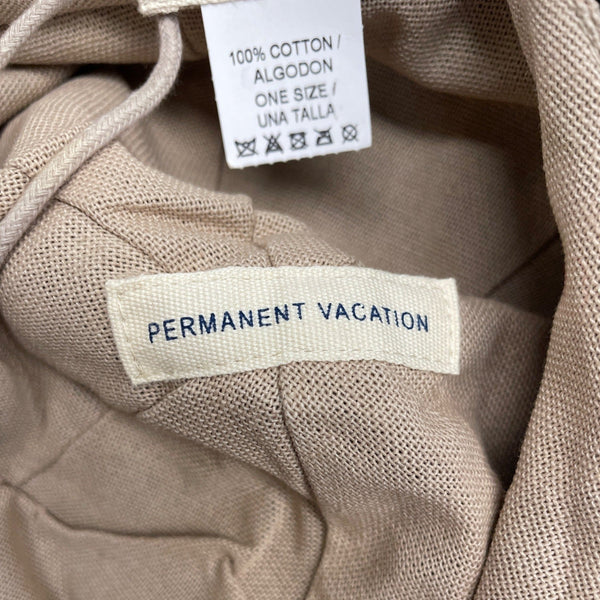 100% COTTON /
ALGODON
ONE SIZE /
UNA TALLA
PERMANENT VACATION